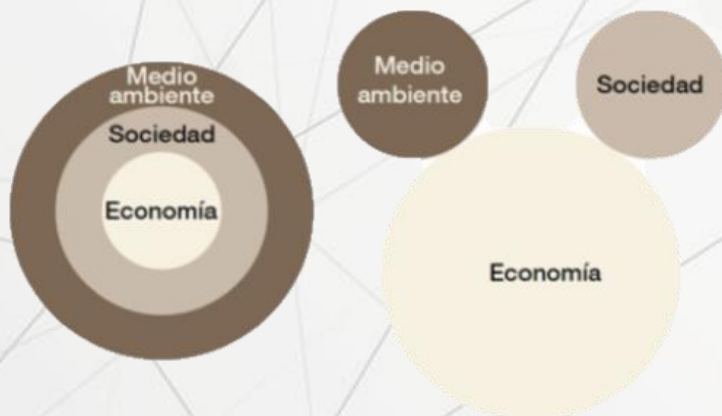 Medio
ambiente
Sociedad
Economía
Medio
ambiente
Sociedad
Economía